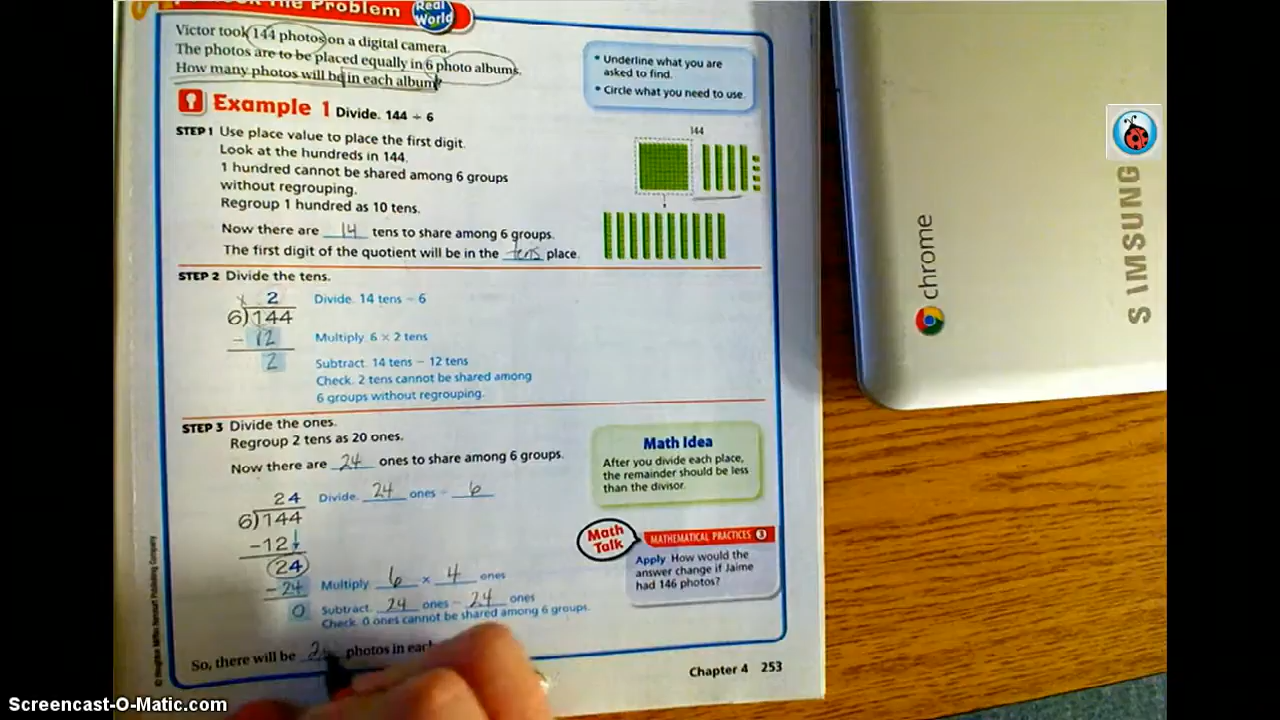 the Problem
Real World
Victor took 144 photos on a digital camera.
The photos are to be placed equally in 6 photo albums.
How many photos will be in each album?
• Underline what you are asked to find.
• Circle what you need to use.
Example 1 Divide. 144 ÷ 6
STEP 1 Use place value to place the first digit.
Look at the hundreds in 144.
1 hundred cannot be shared among 6 groups
without regrouping.
Regroup 1 hundred as 10 tens.
Now there are 14 tens to share among 6 groups.
The first digit of the quotient will be in the tens place.
144
STEP 2 Divide the tens.
x 2
6)144
- 12
2
Divide. 14 tens ÷ 6
Multiply. 6 × 2 tens
Subtract. 14 tens − 12 tens
Check. 2 tens cannot be shared among
6 groups without regrouping.
STEP 3 Divide the ones.
Regroup 2 tens as 20 ones.
Now there are 24 ones to share among 6 groups.
24
6)144
-12
24
-24
0
Divide. 24 ones ÷ 6
Multiply. 6 × 4 ones
Subtract. 24 ones − 24 ones
Check. 0 ones cannot be shared among 6 groups.
So, there will be 2 photos in each
Math Idea
After you divide each place,
the remainder should be less
than the divisor.
Math Talk
MATHEMATICAL PRACTICES 3
Apply How would the
answer change if Jaime
had 146 photos?
Chapter 4 253
© Houghton Mifflin Harcourt Publishing Company
chrome
SAMSUNG
Screencast-O-Matic.com